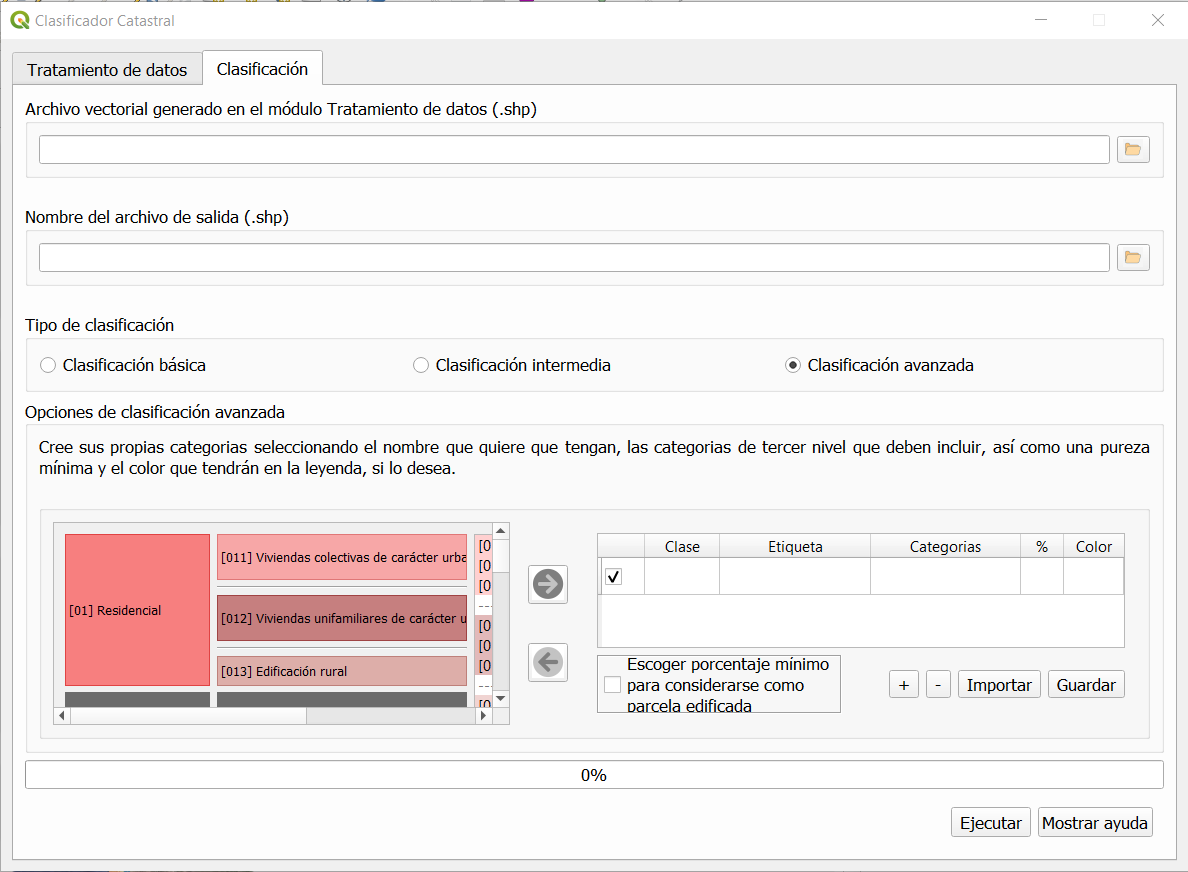 Clasificador Catastral
Tratamiento de datos
Clasificación
Archivo vectorial generado en el módulo Tratamiento de datos (.shp)
Nombre del archivo de salida (.shp)
Tipo de clasificación
Clasificación básica
Clasificación intermedia
Clasificación avanzada
Opciones de clasificación avanzada
Cree sus propias categorias seleccionando el nombre que quiere que tengan, las categorias de tercer nivel que deben incluir, así como una pureza
mínima y el color que tendrán en la leyenda, si lo desea.
[01] Residencial
[011] Viviendas colectivas de carácter urba
[012] Viviendas unifamiliares de carácter u
[013] Edificación rural
[0
[0
[0
---
[0
[0
[0
---
[0
Clase Etiqueta Categorias % Color
Escoger porcentaje mínimo
para considerarse como
parcela edificada
+
-
Importar
Guardar
0%
Ejecutar
Mostrar ayuda